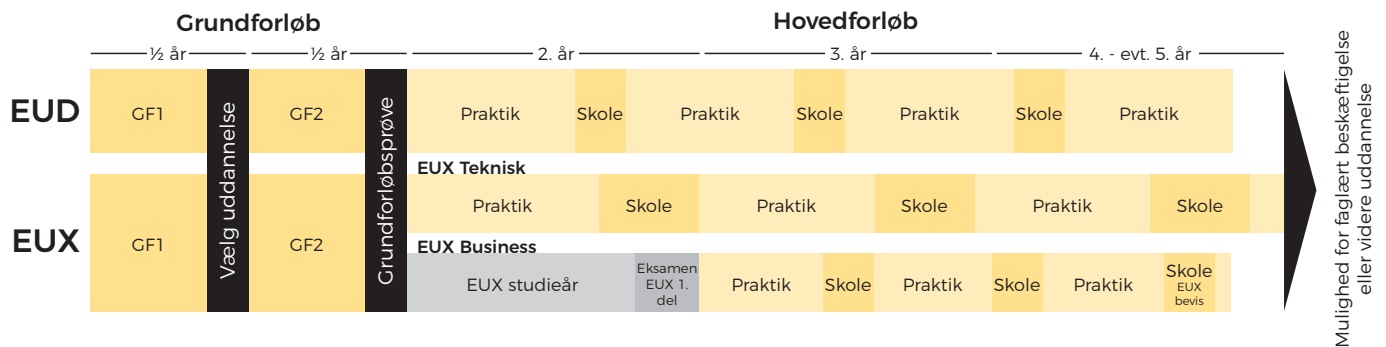 Grundforløb
Hovedforløb
½ år
½ år
2. år
3. år
4. - evt. 5. år
EUD
GF1
Vælg uddannelse
GF2
Grundforløbsprøve
Praktik
Skole
Praktik
Skole
Praktik
Skole
Praktik
EUX Teknisk
EUX
GF1
GF2
Praktik
Skole
Praktik
Skole
Praktik
Skole
EUX Business
EUX studieår
Eksamen
EUX 1.
del
Praktik
Skole
Praktik
Skole
Praktik
Skole
EUX
bevis
Mulighed for faglært beskæftigelse
eller videre uddannelse